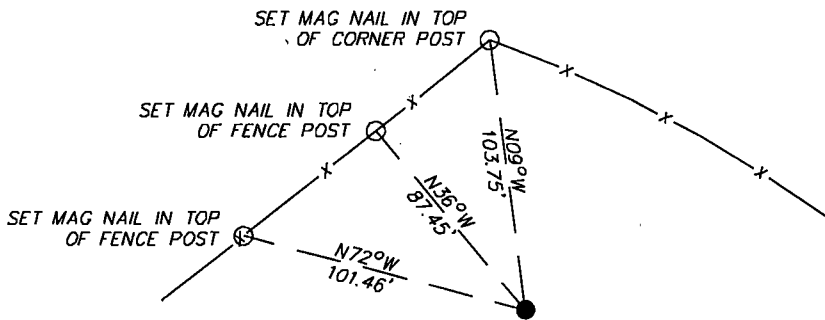 SET MAG NAIL IN TOP
OF CORNER POST
SET MAG NAIL IN TOP
OF FENCE POST
SET MAG NAIL IN TOP
OF FENCE POST
N09°W
103.75'
N36°W
87.45'
N72°W
101.46'